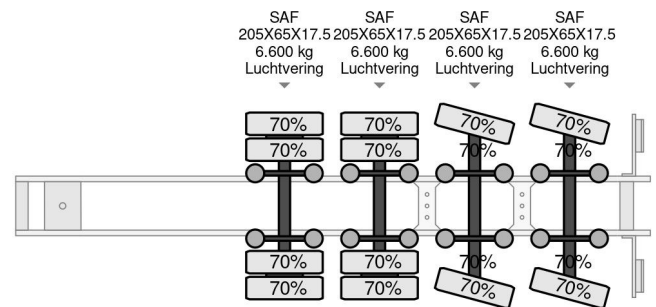 SAF SAF SAF SAF
205X65X17.5 205X65X17.5 205X65X17.5 205X65X17.5
6.600 kg 6.600 kg 6.600 kg 6.600 kg
Luchtvering Luchtvering Luchtvering Luchtvering
70% 70% 70% 70%
70% 70% 70% 70%
70% 70% 70% 70%
70% 70% 70% 70%